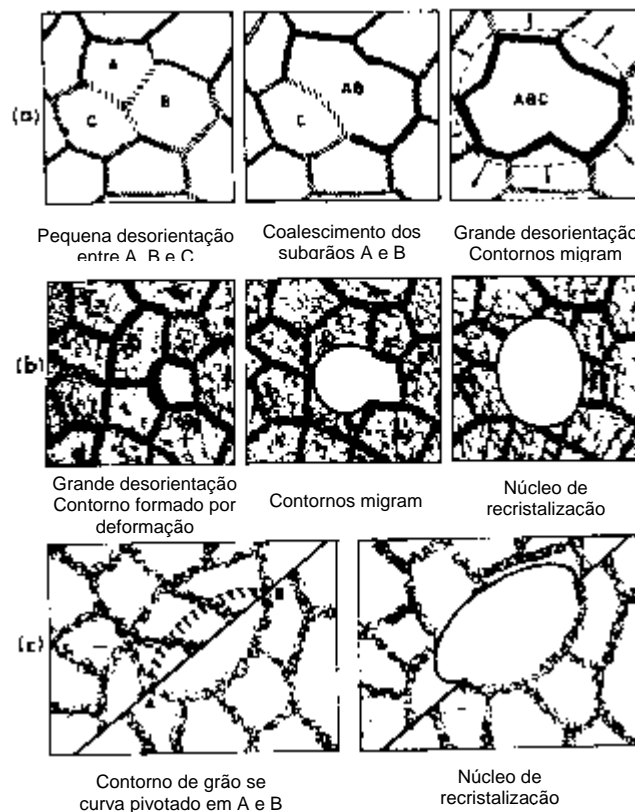 (a)
A
B
C
AB
C
ABC
Pequena desorientação
entre A, B e C
Coalescimento dos
subgrãos A e B
Grande desorientação
Contornos migram
(b)
Grande desorientação
Contorno formado por
deformação
Contornos migram
Núcleo de
recristalização
(c)
A
B
Contorno de grão se
curva pivotado em A e B
Núcleo de
recristalização